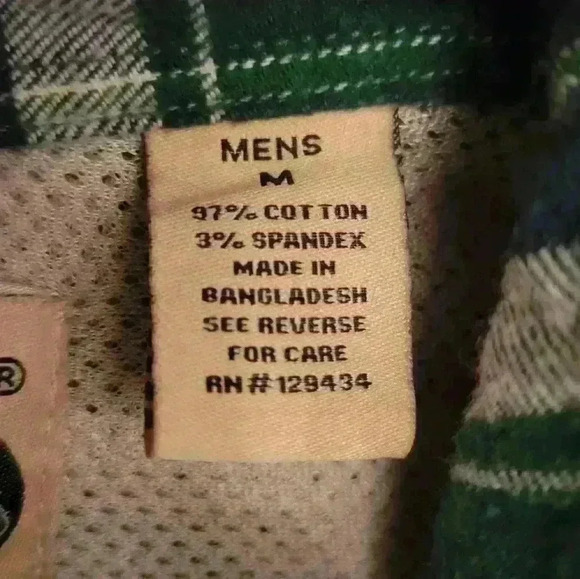 MENS
M
97% COTTON
3% SPANDEX
MADE IN
BANGLADESH
SEE REVERSE
FOR CARE
RN#129434
®